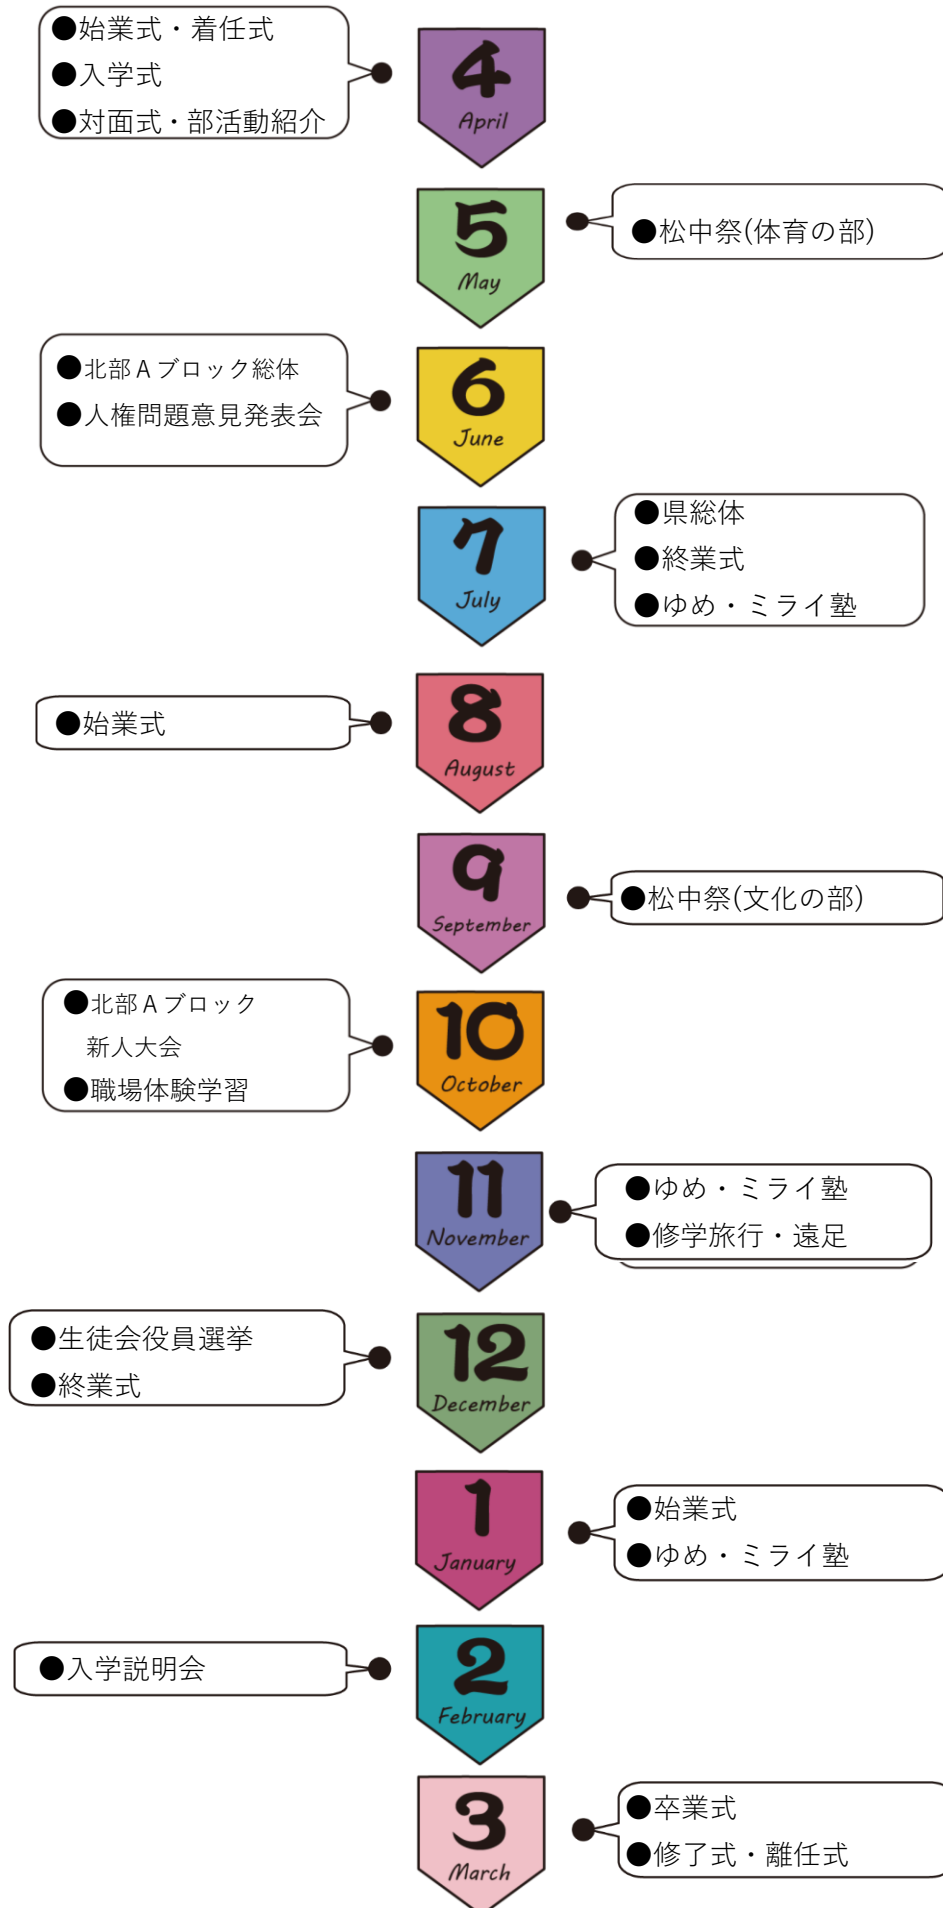 ●始業式・着任式
●入学式
●対面式・部活動紹介
4
April
5
May
●松中祭(体育の部)
●北部Aブロック総体
●人権問題意見発表会
6
June
7
July
●県総体
●終業式
●ゆめ・ミライ塾
●始業式
8
August
9
September
●松中祭(文化の部)
●北部Aブロック
新人大会
●職場体験学習
10
October
11
November
●ゆめ・ミライ塾
●修学旅行・遠足
●生徒会役員選挙
●終業式
12
December
1
January
●始業式
●ゆめ・ミライ塾
●入学説明会
2
February
3
March
●卒業式
●修了式・離任式